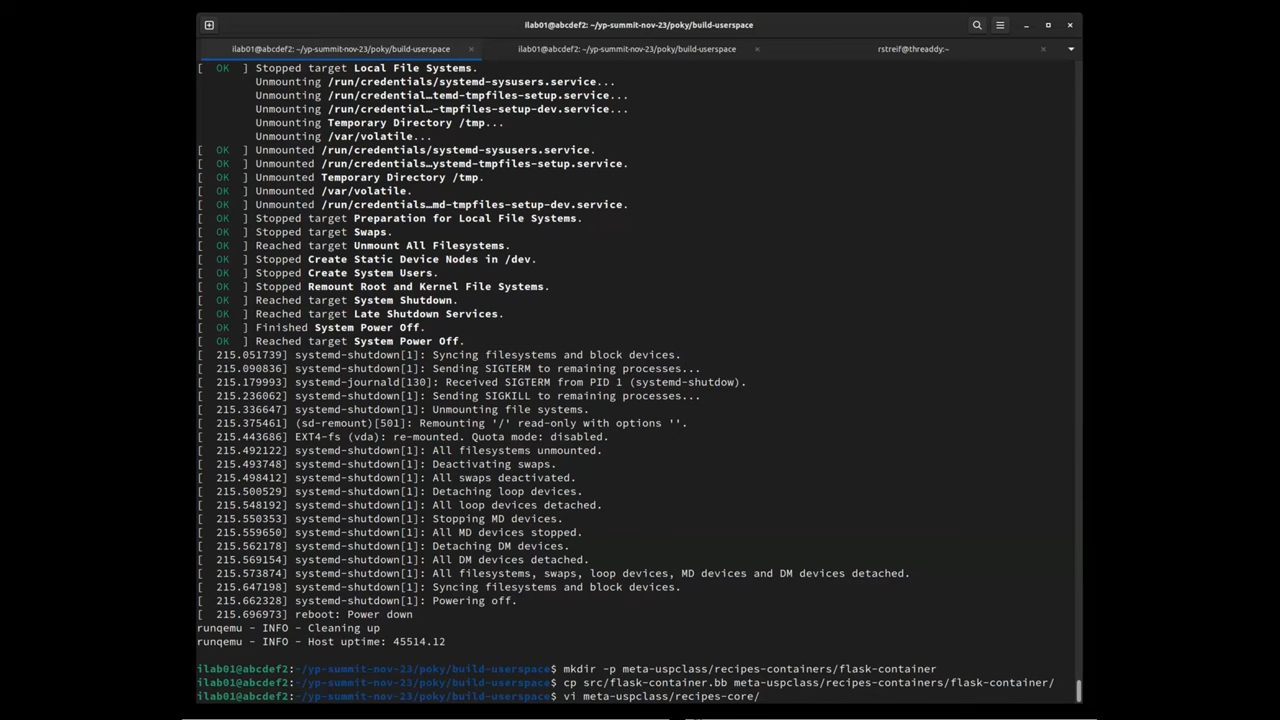 ilab01@abcdef2: ~/yp-summit-nov-23/poky/build-userspace
ilab01@abcdef2: ~/yp-summit-nov-23/poky/build-userspace × ilab01@abcdef2: ~/yp-summit-nov-23/poky/build-userspace × rstreif@threaddy:~ ×
[  OK  ] Stopped target Local File Systems.
Unmounting /run/credentials/systemd-sysusers.service...
Unmounting /run/credential…temd-tmpfiles-setup.service...
Unmounting /run/credential…-tmpfiles-setup-dev.service...
Unmounting Temporary Directory /tmp...
Unmounting /var/volatile...
[  OK  ] Unmounted /run/credentials/systemd-sysusers.service.
[  OK  ] Unmounted /run/credentials…ystemd-tmpfiles-setup.service.
[  OK  ] Unmounted Temporary Directory /tmp.
[  OK  ] Unmounted /var/volatile.
[  OK  ] Unmounted /run/credentials…md-tmpfiles-setup-dev.service.
[  OK  ] Stopped target Preparation for Local File Systems.
[  OK  ] Stopped target Swaps.
[  OK  ] Reached target Unmount All Filesystems.
[  OK  ] Stopped Create Static Device Nodes in /dev.
[  OK  ] Stopped Create System Users.
[  OK  ] Stopped Remount Root and Kernel File Systems.
[  OK  ] Reached target System Shutdown.
[  OK  ] Reached target Late Shutdown Services.
[  OK  ] Finished System Power Off.
[  OK  ] Reached target System Power Off.
[  215.051739] systemd-shutdown[1]: Syncing filesystems and block devices.
[  215.090836] systemd-shutdown[1]: Sending SIGTERM to remaining processes...
[  215.179993] systemd-journald[130]: Received SIGTERM from PID 1 (systemd-shutdow).
[  215.236062] systemd-shutdown[1]: Sending SIGKILL to remaining processes...
[  215.336647] systemd-shutdown[1]: Unmounting file systems.
[  215.375461] (sd-remount)[501]: Remounting '/' read-only with options ''.
[  215.443686] EXT4-fs (vda): re-mounted. Quota mode: disabled.
[  215.492122] systemd-shutdown[1]: All filesystems unmounted.
[  215.493748] systemd-shutdown[1]: Deactivating swaps.
[  215.498412] systemd-shutdown[1]: All swaps deactivated.
[  215.500529] systemd-shutdown[1]: Detaching loop devices.
[  215.548192] systemd-shutdown[1]: All loop devices detached.
[  215.550353] systemd-shutdown[1]: Stopping MD devices.
[  215.559650] systemd-shutdown[1]: All MD devices stopped.
[  215.562178] systemd-shutdown[1]: Detaching DM devices.
[  215.569154] systemd-shutdown[1]: All DM devices detached.
[  215.573874] systemd-shutdown[1]: All filesystems, swaps, loop devices, MD devices and DM devices detached.
[  215.647198] systemd-shutdown[1]: Syncing filesystems and block devices.
[  215.662328] systemd-shutdown[1]: Powering off.
[  215.696973] reboot: Power down
runqemu - INFO - Cleaning up
runqemu - INFO - Host uptime: 45514.12
ilab01@abcdef2:~/yp-summit-nov-23/poky/build-userspace$ mkdir -p meta-uspclass/recipes-containers/flask-container
ilab01@abcdef2:~/yp-summit-nov-23/poky/build-userspace$ cp src/flask-container.bb meta-uspclass/recipes-containers/flask-container/
ilab01@abcdef2:~/yp-summit-nov-23/poky/build-userspace$ vi meta-uspclass/recipes-core/